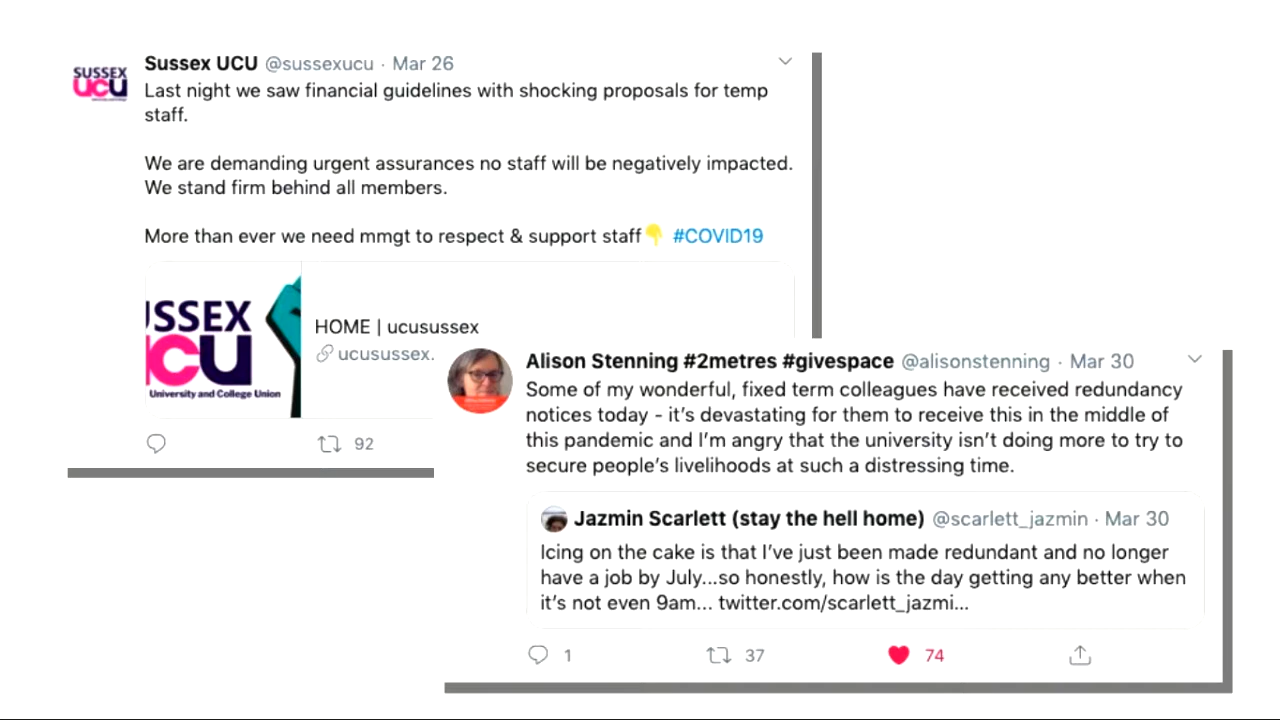 SUSSEX
UCU
Sussex UCU @sussexucu · Mar 26
Last night we saw financial guidelines with shocking proposals for temp
staff.
We are demanding urgent assurances no staff will be negatively impacted.
We stand firm behind all members.
More than ever we need mmgt to respect & support staff👇 #COVID19
USSEX
UCU
University and College Union
HOME | ucusussex
ucusussex.
92
Alison Stenning #2metres #givespace @alisonstenning · Mar 30
Some of my wonderful, fixed term colleagues have received redundancy
notices today - it's devastating for them to receive this in the middle of
this pandemic and I'm angry that the university isn't doing more to try to
secure people's livelihoods at such a distressing time.
Jazmin Scarlett (stay the hell home) @scarlett_jazmin · Mar 30
Icing on the cake is that I've just been made redundant and no longer
have a job by July...so honestly, how is the day getting any better when
it's not even 9am... twitter.com/scarlett_jazmi...
1 37 74